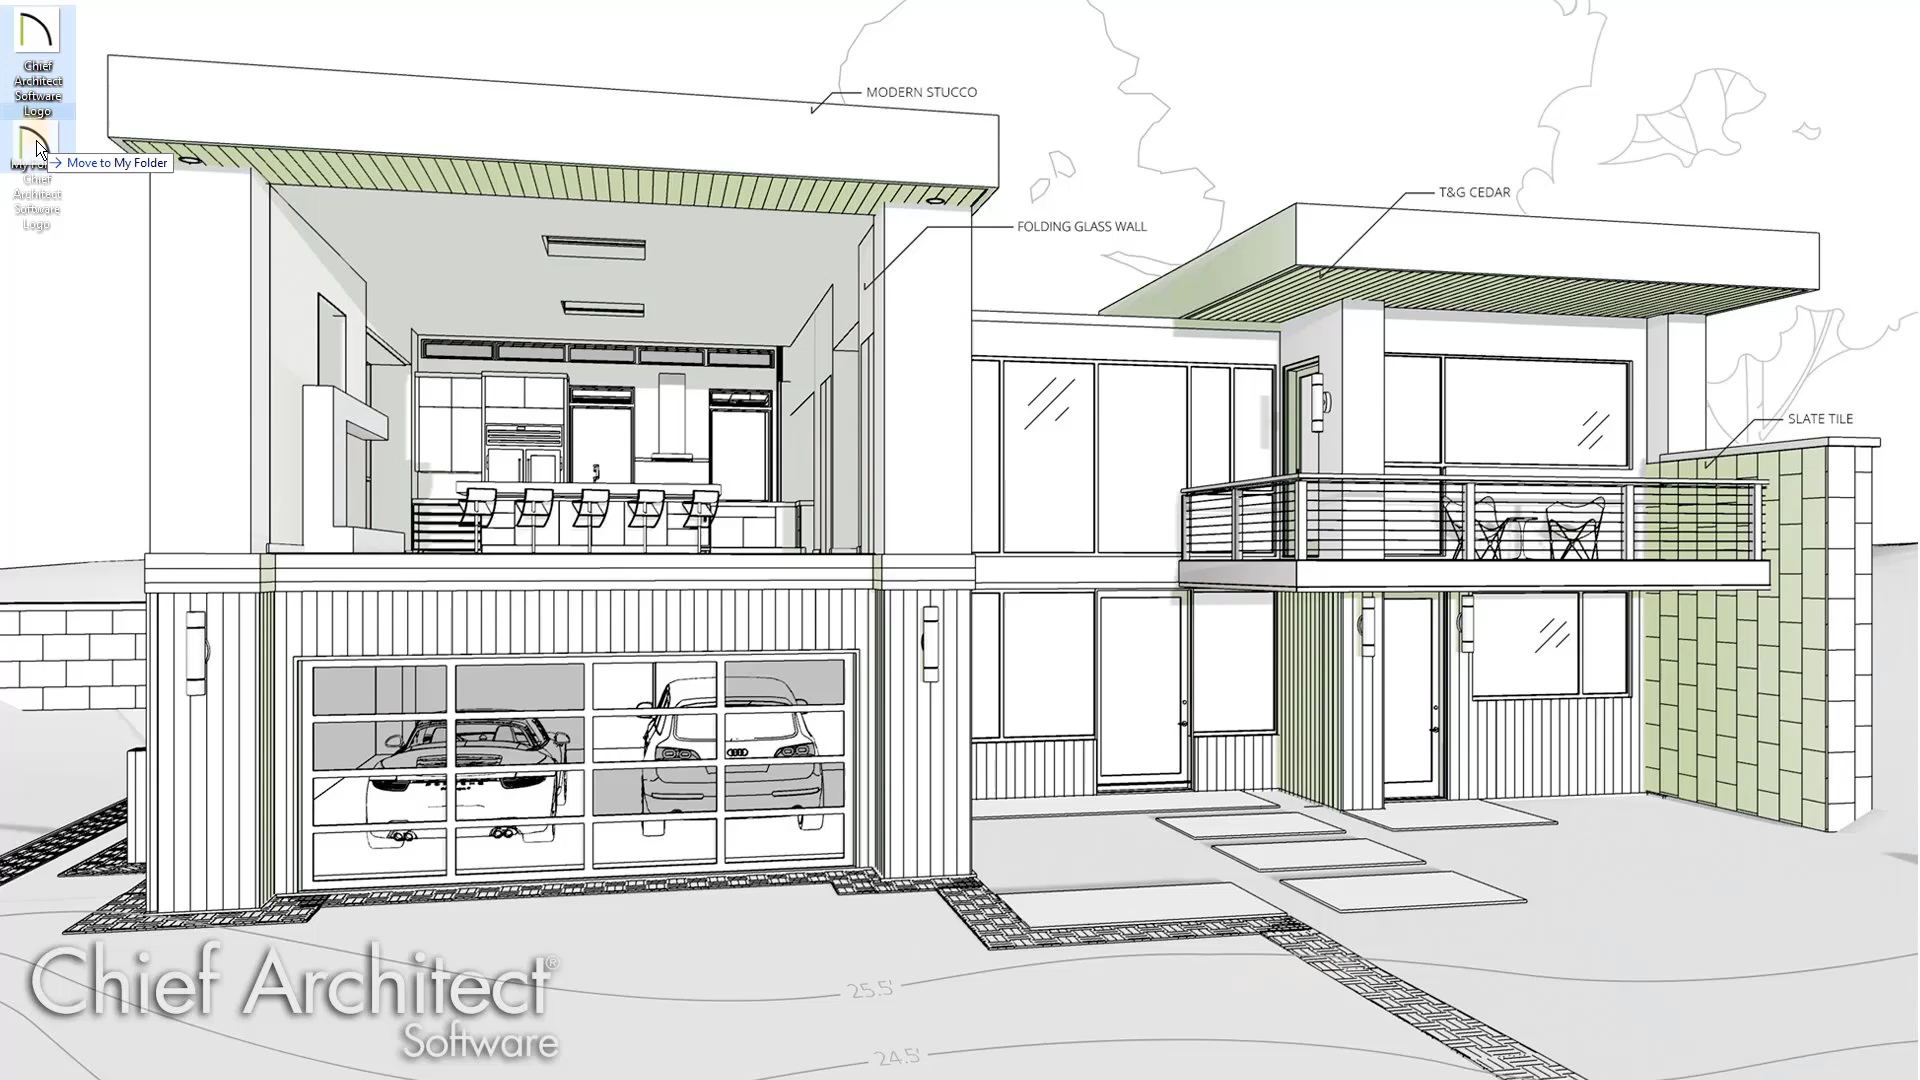 Chief
Architect
Software
Logo
Move to My Folder
Chief
Architect
Software
Logo
MODERN STUCCO
T&G CEDAR
FOLDING GLASS WALL
SLATE TILE
Chief Architect®
Software
25.5'
24.5'